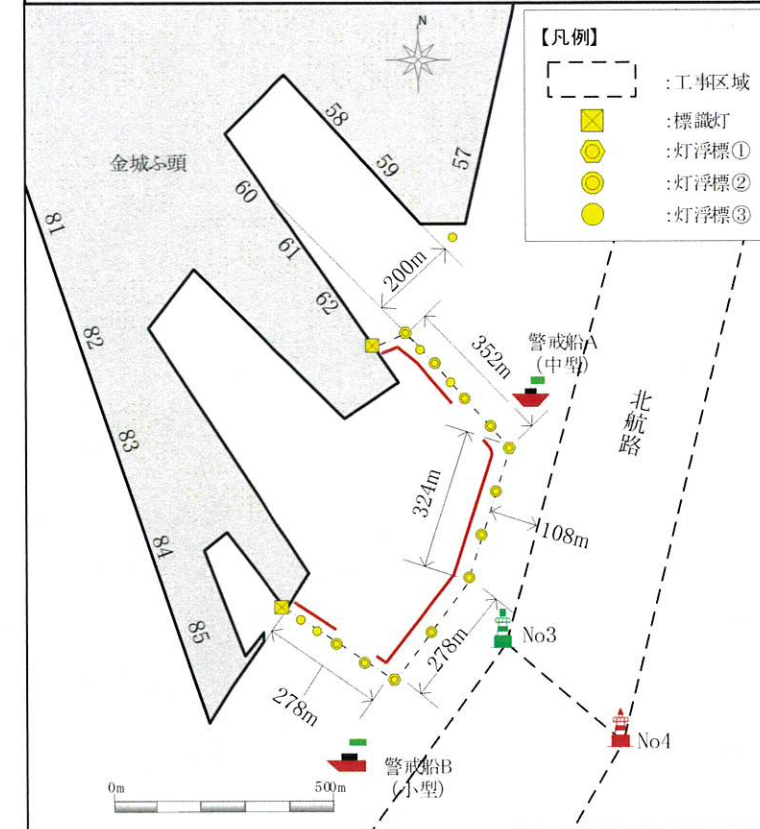 N
【凡例】
:工事区域
:標識灯
:灯浮標①
:灯浮標②
:灯浮標③
金城ふ頭
58
59
57
60
61
62
81
82
83
84
85
200m
352m
警戒船A
(中型)
北航路
324m
108m
278m
278m
No3
No4
警戒船B
(小型)
0m
500m